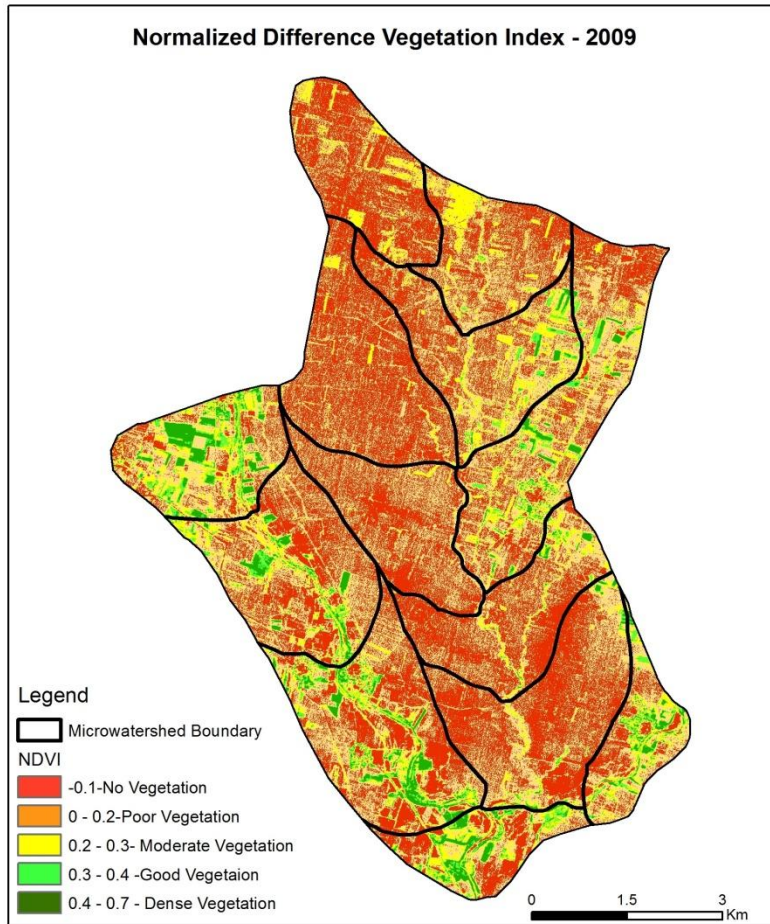 Normalized Difference Vegetation Index - 2009
Legend
Microwatershed Boundary
NDVI
-0.1-No Vegetation
0 - 0.2-Poor Vegetation
0.2 - 0.3- Moderate Vegetation
0.3 - 0.4 -Good Vegetaion
0.4 - 0.7 - Dense Vegetation
0 1.5 3
Km